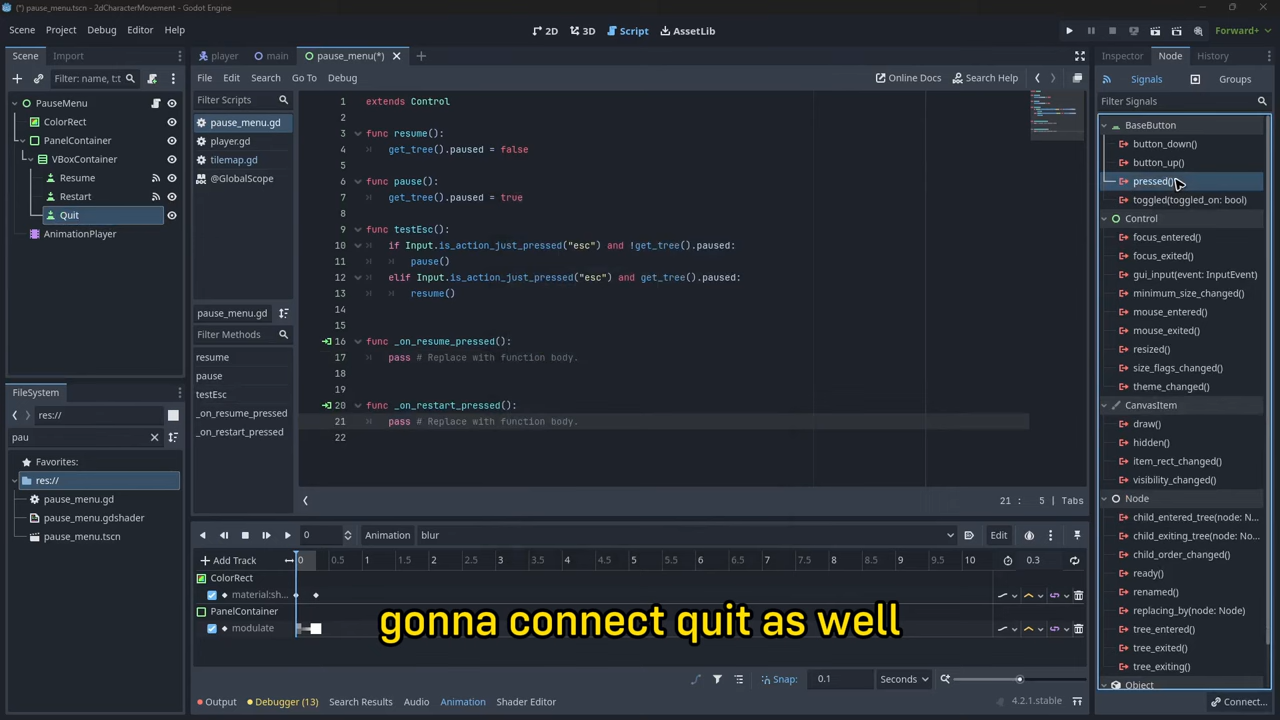 (*) pause_menu.tscn - 2dCharacterMovement - Godot Engine
Scene Project Debug Editor Help
2D 3D Script AssetLib
Forward+
Scene Import
Filter: name, t:t
PauseMenu
ColorRect
PanelContainer
VBoxContainer
Resume
Restart
Quit
AnimationPlayer
FileSystem
res://
pau
Favorites:
res://
pause_menu.gd
pause_menu.gdshader
pause_menu.tscn
player main pause_menu(*)
File Edit Search Go To Debug
Online Docs Search Help
Filter Scripts
pause_menu.gd
player.gd
tilemap.gd
@GlobalScope
pause_menu.gd
Filter Methods
resume
pause
testEsc
_on_resume_pressed
_on_restart_pressed
1 extends Control
2
3 func resume():
4 get_tree().paused = false
5
6 func pause():
7 get_tree().paused = true
8
9 func testEsc():
10 if Input.is_action_just_pressed("esc") and !get_tree().paused:
11 pause()
12 elif Input.is_action_just_pressed("esc") and get_tree().paused:
13 resume()
14
15
16 func _on_resume_pressed():
17 pass # Replace with function body.
18
19
20 func _on_restart_pressed():
21 pass # Replace with function body.
22
21 : 5 | Tabs
0 Animation blur Edit
Add Track 0 0.5 1 1.5 2 2.5 3 3.5 4 4.5 5 5.5 6 6.5 7 7.5 8 8.5 9 9.5 10 0.3
ColorRect
material:sh...
PanelContainer
modulate
gonna connect quit as well
Snap: 0.1 Seconds
Output Debugger (13) Search Results Audio Animation Shader Editor
4.2.1.stable
Inspector Node History
Signals Groups
Filter Signals
BaseButton
button_down()
button_up()
pressed()
toggled(toggled_on: bool)
Control
focus_entered()
focus_exited()
gui_input(event: InputEvent)
minimum_size_changed()
mouse_entered()
mouse_exited()
resized()
size_flags_changed()
theme_changed()
CanvasItem
draw()
hidden()
item_rect_changed()
visibility_changed()
Node
child_entered_tree(node: N...
child_exiting_tree(node: N...
child_order_changed()
ready()
renamed()
replacing_by(node: Node)
tree_entered()
tree_exited()
tree_exiting()
Object
Connect...